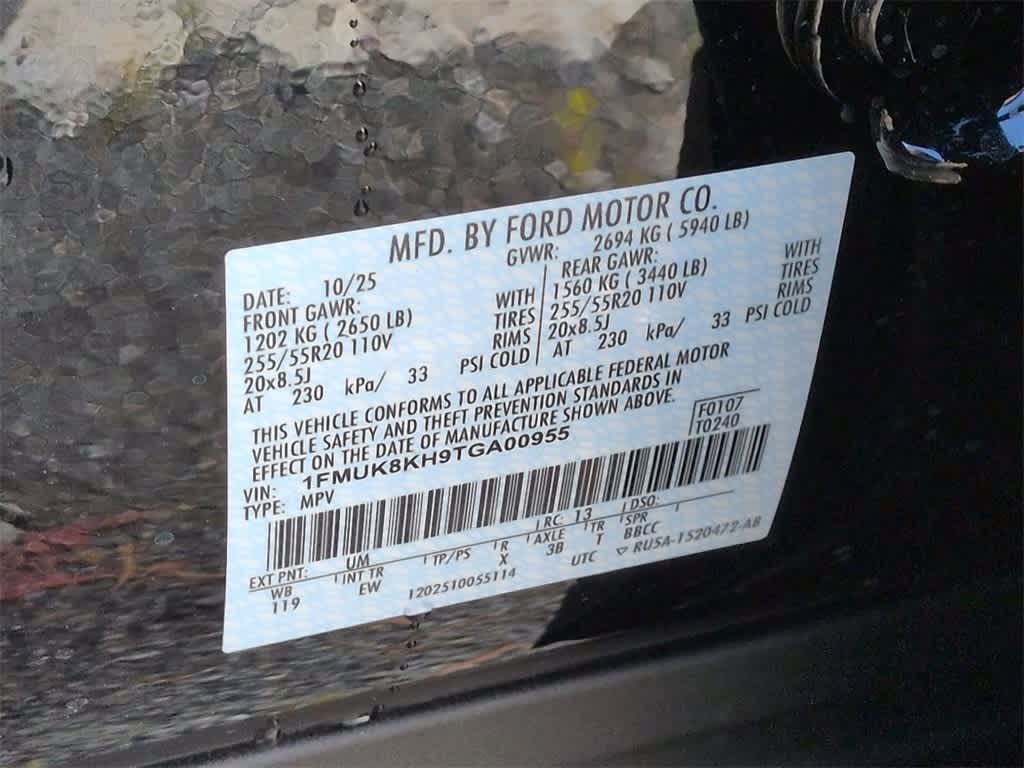 MFD. BY FORD MOTOR CO.
DATE: 10/25 GVWR: 2694 KG ( 5940 LB)
FRONT GAWR: REAR GAWR:
1202 KG ( 2650 LB) WITH 1560 KG ( 3440 LB) WITH
255/55R20 110V TIRES 255/55R20 110V TIRES
20x8.5J RIMS 20x8.5J RIMS
AT 230 kPa/ 33 PSI COLD AT 230 kPa/ 33 PSI COLD
THIS VEHICLE CONFORMS TO ALL APPLICABLE FEDERAL MOTOR
VEHICLE SAFETY AND THEFT PREVENTION STANDARDS IN
EFFECT ON THE DATE OF MANUFACTURE SHOWN ABOVE.
F0107
T0240
VIN: 1FMUK8KH9TGA00955
TYPE: MPV
EXT PNT: UM RC: 13 DSO:
WB INT TR TP/PS R AXLE TR SPR
119 EW X 3B T BBCC
1202510055114 UTC ▽ RU5A-1520472-AB